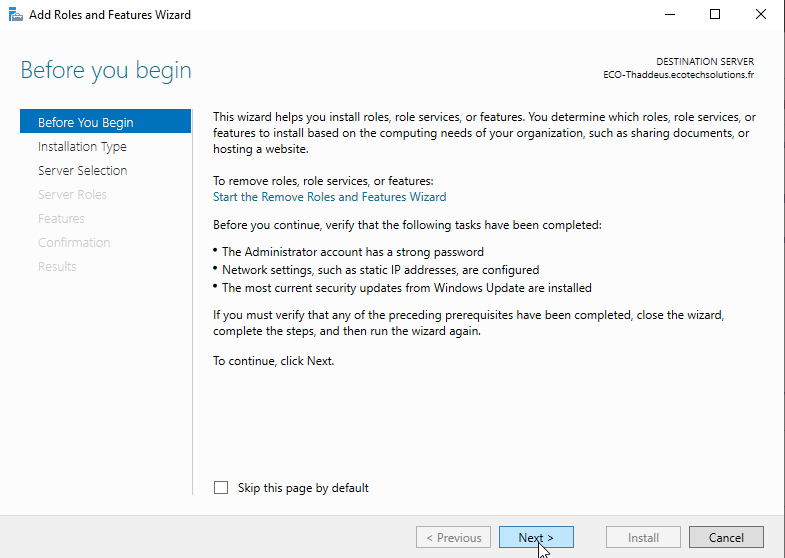 Add Roles and Features Wizard
Before you begin
DESTINATION SERVER
ECO-Thaddeus.ecotechsolutions.fr
Before You Begin
Installation Type
Server Selection
Server Roles
Features
Confirmation
Results
This wizard helps you install roles, role services, or features. You determine which roles, role services, or
features to install based on the computing needs of your organization, such as sharing documents, or
hosting a website.
To remove roles, role services, or features:
Start the Remove Roles and Features Wizard
Before you continue, verify that the following tasks have been completed:
• The Administrator account has a strong password
• Network settings, such as static IP addresses, are configured
• The most current security updates from Windows Update are installed
If you must verify that any of the preceding prerequisites have been completed, close the wizard,
complete the steps, and then run the wizard again.
To continue, click Next.
Skip this page by default
< Previous
Next >
Install
Cancel